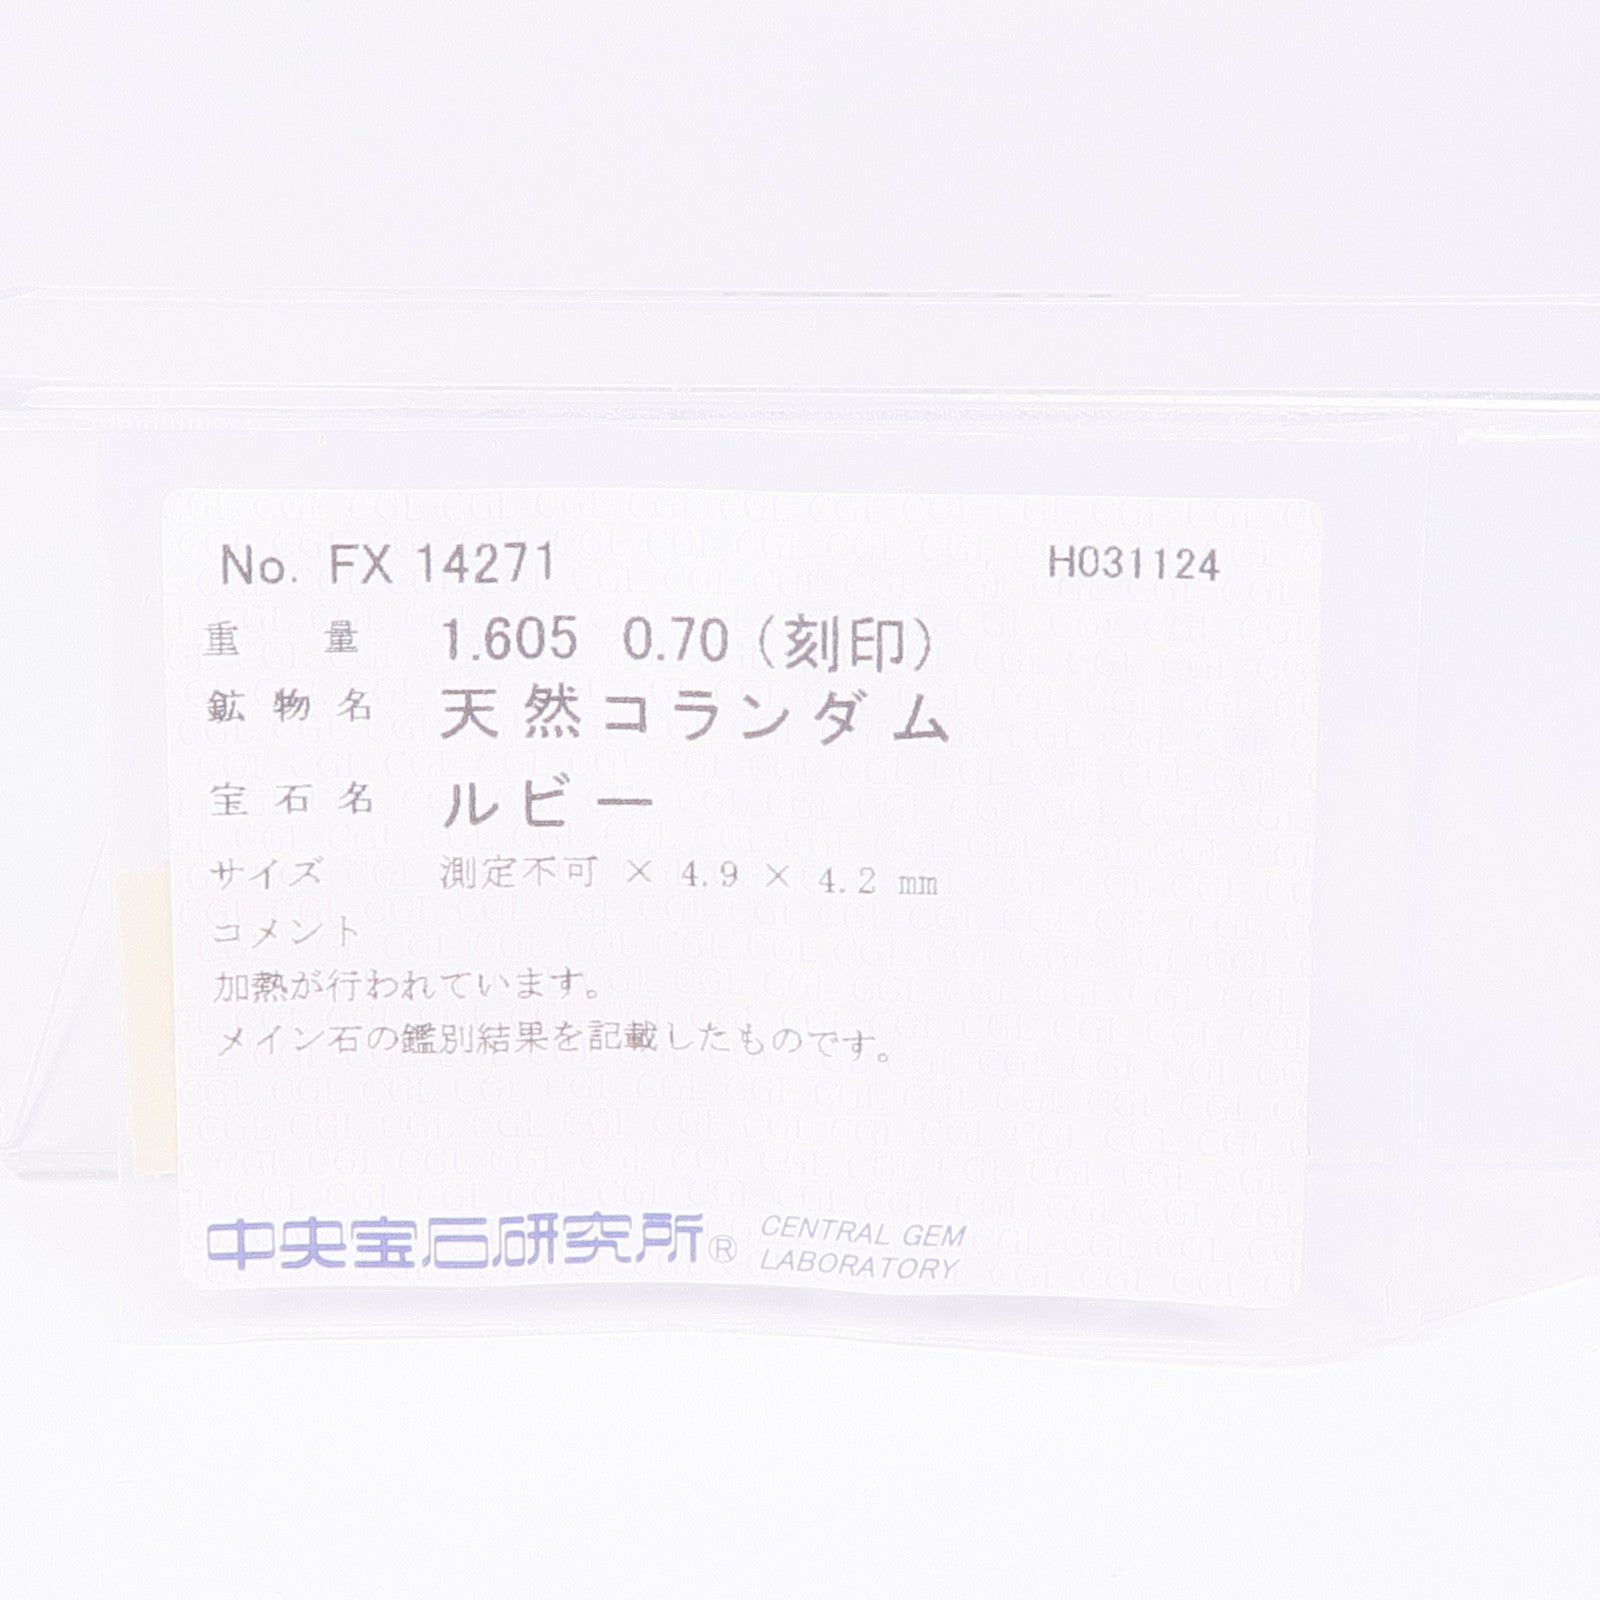 No. FX 14271 H031124
重量 1.605 0.70 (刻印)
鉱物名 天然コランダム
宝石名 ルビー
サイズ 測定不可 × 4.9 × 4.2 mm
コメント
加熱が行われています。
メイン石の鑑別結果を記載したものです。
中央宝石研究所® CENTRAL GEM
LABORATORY